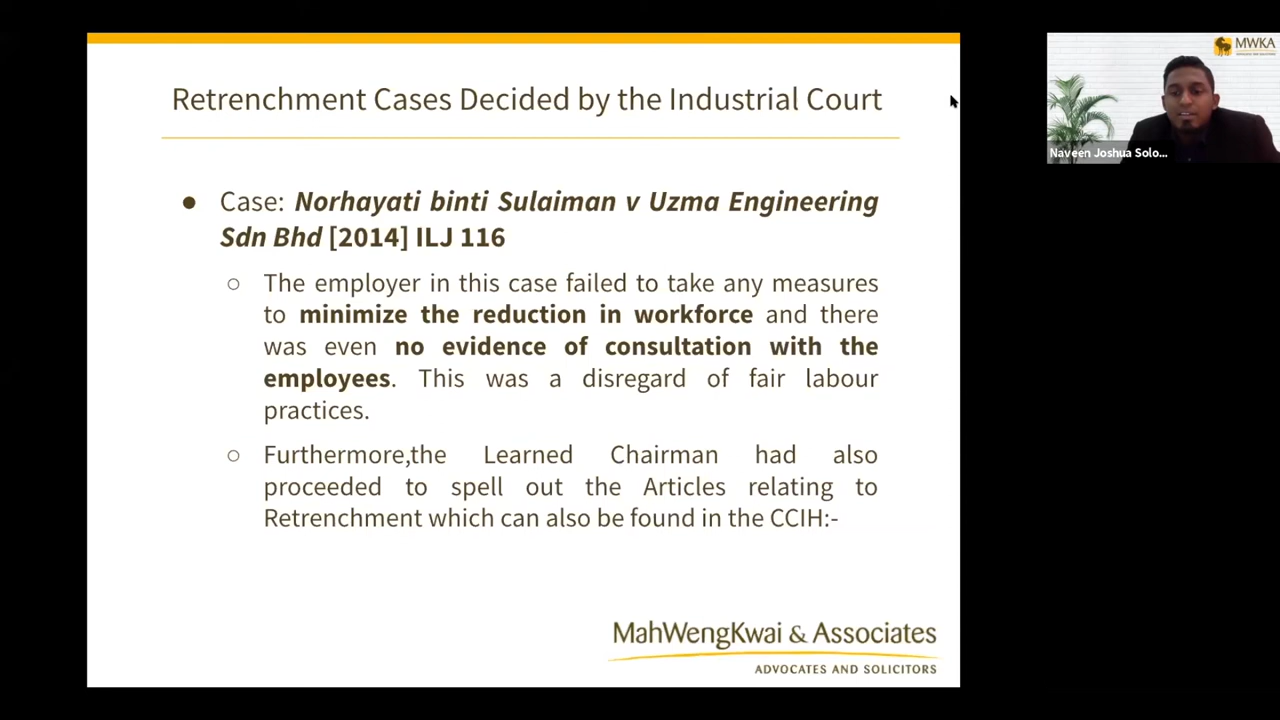 Retrenchment Cases Decided by the Industrial Court
● Case: Norhayati binti Sulaiman v Uzma Engineering
Sdn Bhd [2014] ILJ 116
○ The employer in this case failed to take any measures
to minimize the reduction in workforce and there
was even no evidence of consultation with the
employees. This was a disregard of fair labour
practices.
○ Furthermore,the Learned Chairman had also
proceeded to spell out the Articles relating to
Retrenchment which can also be found in the CCIH:-
MahWengKwai & Associates
ADVOCATES AND SOLICITORS
MWKA
Naveen Joshua Solo...